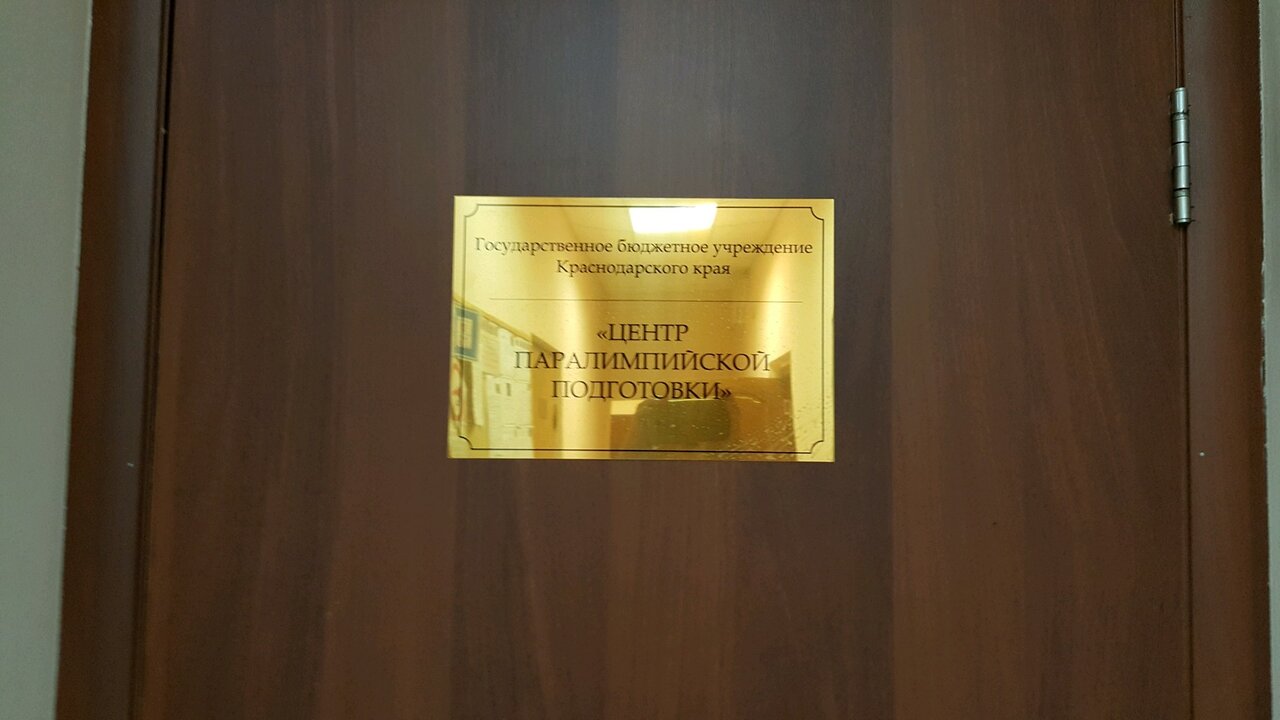 Государственное бюджетное учреждение
Краснодарского края
«ЦЕНТР
ПАРАЛИМПИЙСКОЙ
ПОДГОТОВКИ»